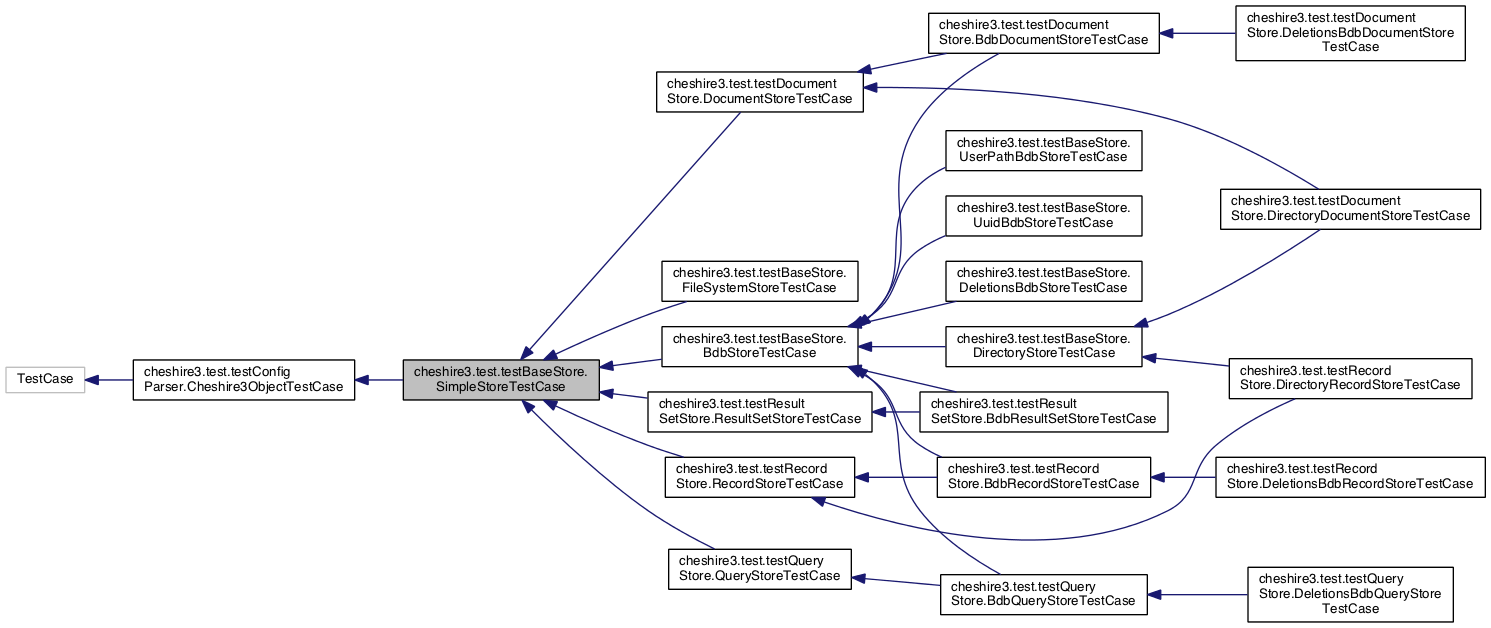 cheshire3.test.testDocument
Store.BdbDocumentStoreTestCase
cheshire3.test.testDocument
Store.DeletionsBdbDocumentStore
TestCase
cheshire3.test.testDocument
Store.DocumentStoreTestCase
cheshire3.test.testBaseStore.
UserPathBdbStoreTestCase
cheshire3.test.testBaseStore.
UuidBdbStoreTestCase
cheshire3.test.testDocument
Store.DirectoryDocumentStoreTestCase
cheshire3.test.testBaseStore.
FileSystemStoreTestCase
cheshire3.test.testBaseStore.
DeletionsBdbStoreTestCase
cheshire3.test.testBaseStore.
BdbStoreTestCase
cheshire3.test.testBaseStore.
DirectoryStoreTestCase
TestCase
cheshire3.test.testConfig
Parser.Cheshire3ObjectTestCase
cheshire3.test.testBaseStore.
SimpleStoreTestCase
cheshire3.test.testRecord
Store.DirectoryRecordStoreTestCase
cheshire3.test.testResult
SetStore.ResultSetStoreTestCase
cheshire3.test.testResult
SetStore.BdbResultSetStoreTestCase
cheshire3.test.testRecord
Store.RecordStoreTestCase
cheshire3.test.testRecord
Store.BdbRecordStoreTestCase
cheshire3.test.testRecord
Store.DeletionsBdbRecordStoreTestCase
cheshire3.test.testQuery
Store.QueryStoreTestCase
cheshire3.test.testQuery
Store.BdbQueryStoreTestCase
cheshire3.test.testQuery
Store.DeletionsBdbQueryStore
TestCase